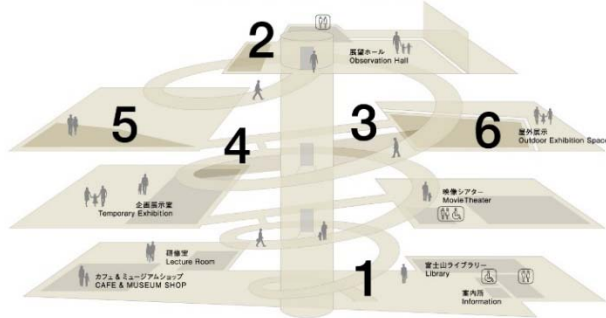 2
展望ホール
Observation Hall
5
4
3
6
屋外展示
Outdoor Exhibition Space
企画展示室
Temporary Exhibition
映像シアター
MovieTheater
研修室
Lecture Room
カフェ&ミュージアムショップ
CAFE & MUSEUM SHOP
1
富士山ライブラリー
Library
案内所
Information